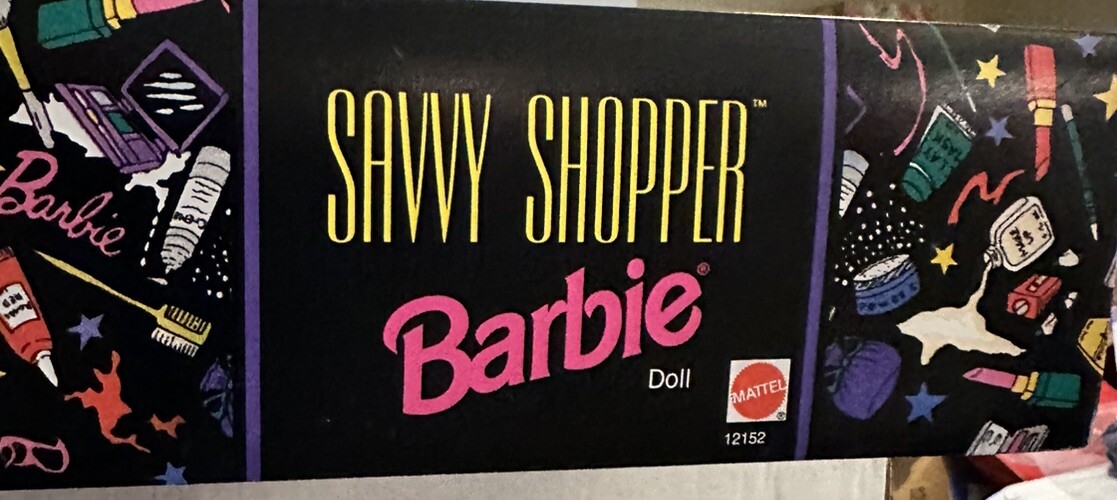 SAVVY SHOPPER™
Barbie®
Doll
MATTEL®
12152
Barbie